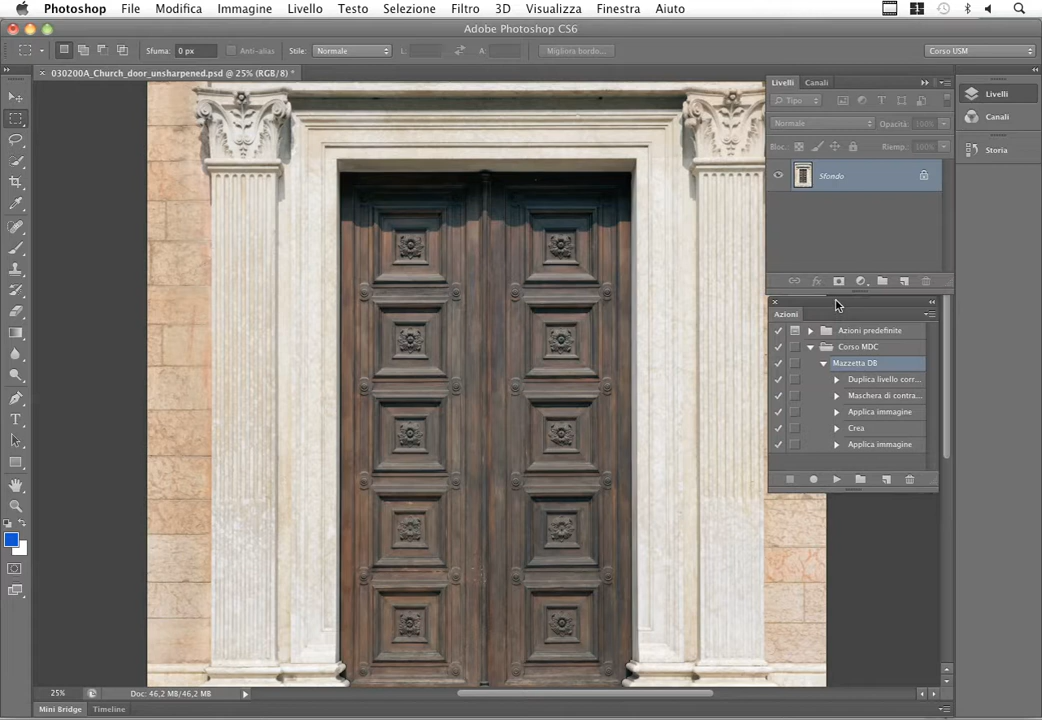 Photoshop File Modifica Immagine Livello Testo Selezione Filtro 3D Visualizza Finestra Aiuto
Adobe Photoshop CS6
Sfuma: 0 px Anti-alias Stile: Normale L.: A.: Migliora bordo... Corso USM
030200A_Church_door_unsharpened.psd @ 25% (RGB/8) *
Livelli Canali
Livelli
Tipo
Canali
Normale Opacità: 100%
Bloc.: Riemp.: 100%
Storia
Sfondo
Azioni
Azioni predefinite
Corso MDC
Mazzetta DB
Duplica livello corr...
Maschera di contra...
Applica immagine
Crea
Applica immagine
25% Doc: 46,2 MB/46,2 MB
Mini Bridge Timeline